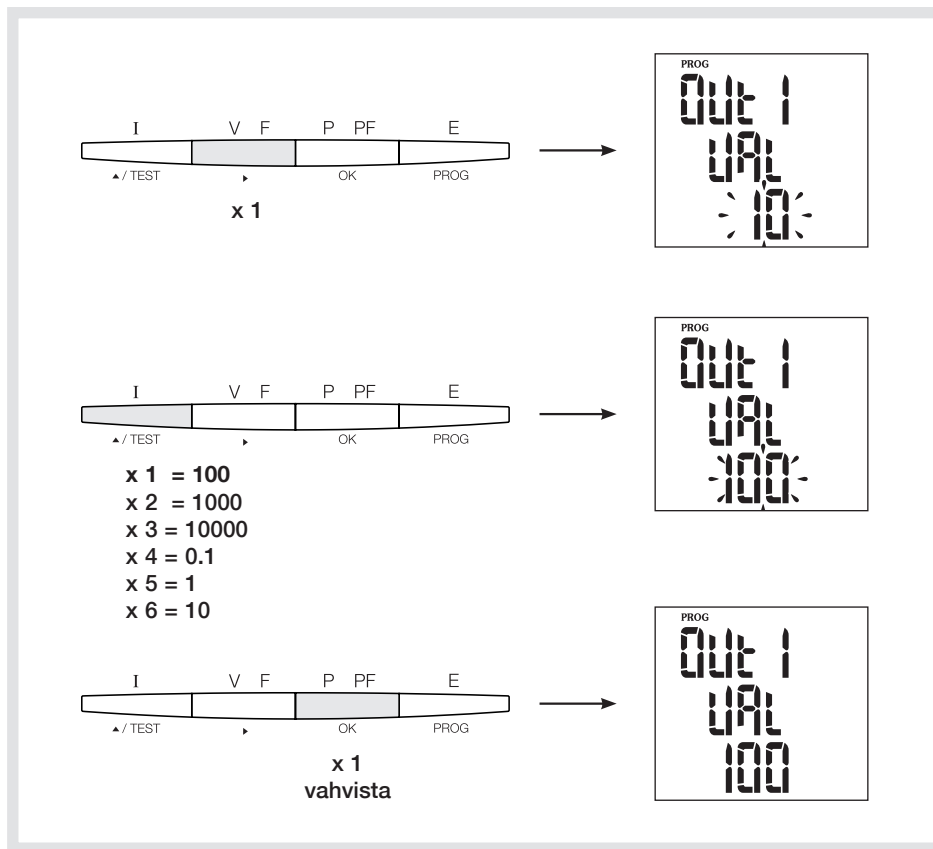 PROG
OUt 1
VAL
10
I V F P PF E
▲ / TEST ▸ OK PROG
x 1
PROG
OUt 1
VAL
100
I V F P PF E
▲ / TEST ▸ OK PROG
x 1 = 100
x 2 = 1000
x 3 = 10000
x 4 = 0.1
x 5 = 1
x 6 = 10
PROG
OUt 1
VAL
100
I V F P PF E
▲ / TEST ▸ OK PROG
x 1
vahvista